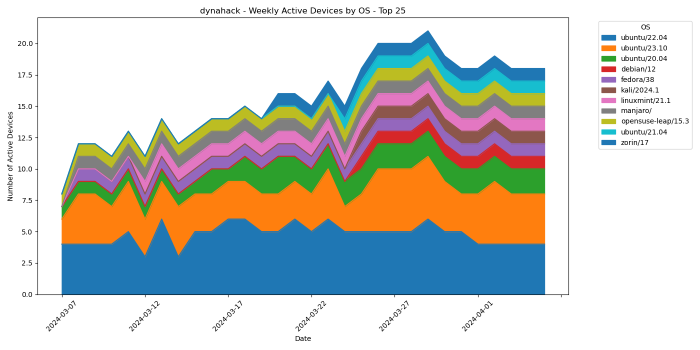 dynahack - Weekly Active Devices by OS - Top 25
Number of Active Devices
20.0
17.5
15.0
12.5
10.0
7.5
5.0
2.5
0.0
2024-03-07
2024-03-12
2024-03-17
2024-03-22
2024-03-27
2024-04-01
Date
OS
ubuntu/22.04
ubuntu/23.10
ubuntu/20.04
debian/12
fedora/38
kali/2024.1
linuxmint/21.1
manjaro/
opensuse-leap/15.3
ubuntu/21.04
zorin/17